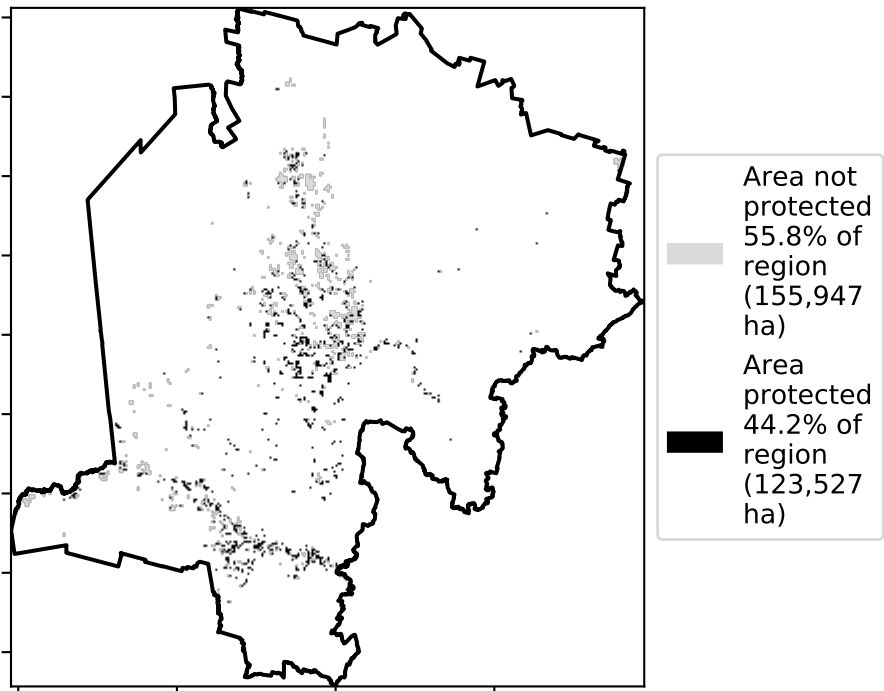 Area not
protected
55.8% of
region
(155,947
ha)
Area
protected
44.2% of
region
(123,527
ha)